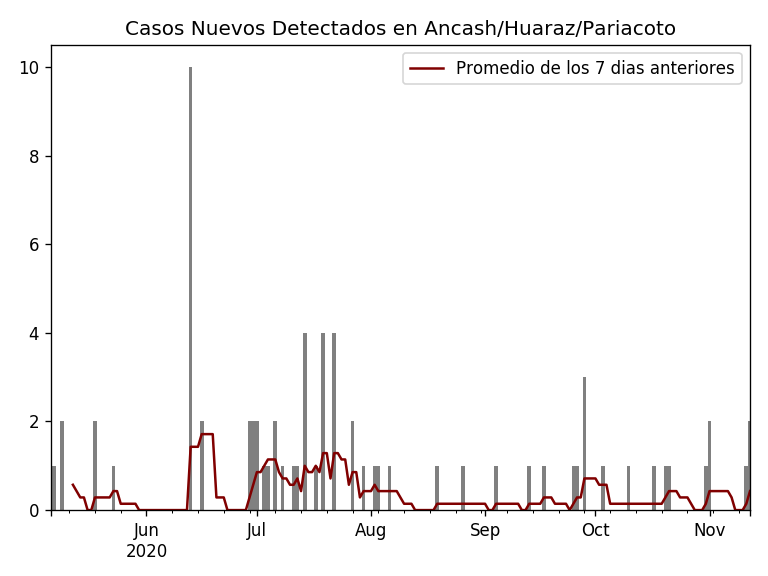 Casos Nuevos Detectados en Ancash/Huaraz/Pariacoto
Promedio de los 7 dias anteriores
10
8
6
4
2
0
Jun Jul Aug Sep Oct Nov
2020